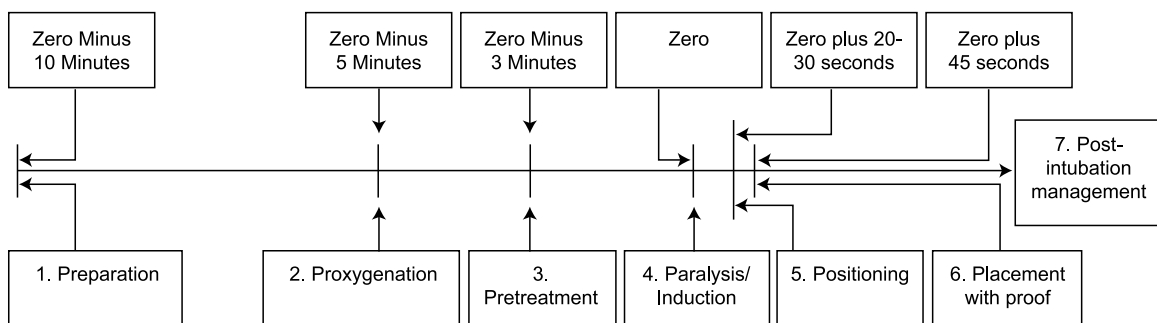 Zero Minus
10 Minutes
Zero Minus
5 Minutes
Zero Minus
3 Minutes
Zero
Zero plus 20-
30 seconds
Zero plus
45 seconds
7. Post-
intubation
management
1. Preparation
2. Proxygenation
3.
Pretreatment
4. Paralysis/
Induction
5. Positioning
6. Placement
with proof